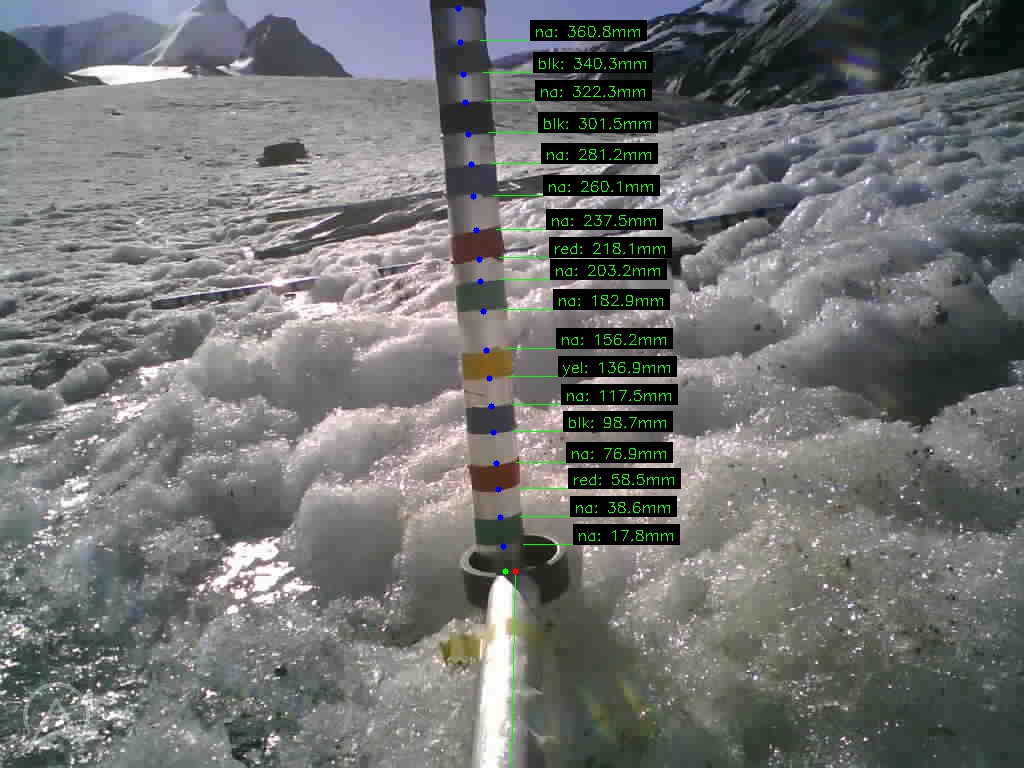 na: 360.8mm
blk: 340.3mm
na: 322.3mm
blk: 301.5mm
na: 281.2mm
na: 260.1mm
na: 237.5mm
red: 218.1mm
na: 203.2mm
na: 182.9mm
na: 156.2mm
yel: 136.9mm
na: 117.5mm
blk: 98.7mm
na: 76.9mm
red: 58.5mm
na: 38.6mm
na: 17.8mm
A